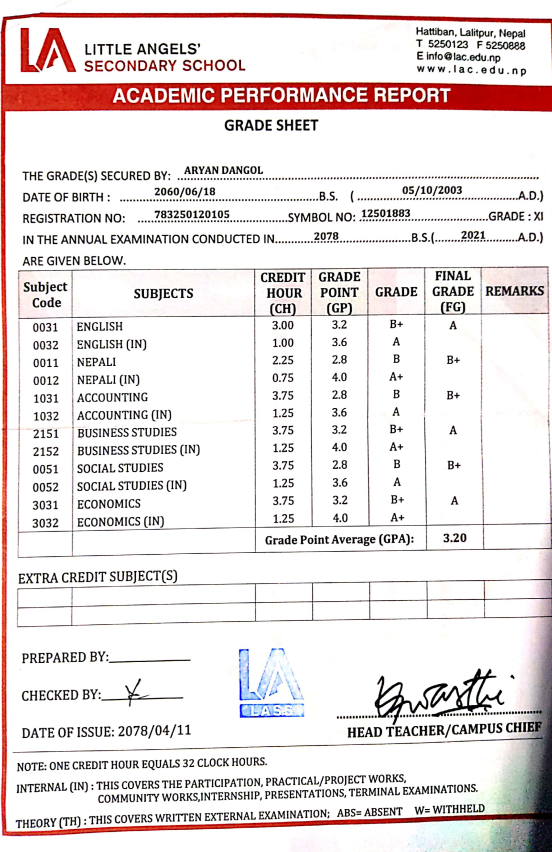 LA LITTLE ANGELS'
SECONDARY SCHOOL
Hattiban, Lalitpur, Nepal
T 5250123 F 5250888
E info@lac.edu.np
www.lac.edu.np
ACADEMIC PERFORMANCE REPORT
GRADE SHEET
THE GRADE(S) SECURED BY: ARYAN DANGOL
DATE OF BIRTH : 2060/06/18 B.S. ( 05/10/2003 A.D.)
REGISTRATION NO: 783250120105 SYMBOL NO: 12501883 GRADE : XI
IN THE ANNUAL EXAMINATION CONDUCTED IN 2078 B.S.( 2021 A.D.)
ARE GIVEN BELOW.
Subject Code SUBJECTS CREDIT HOUR (CH) GRADE POINT (GP) GRADE FINAL GRADE (FG) REMARKS
0031 ENGLISH 3.00 3.2 B+ A
0032 ENGLISH (IN) 1.00 3.6 A
0011 NEPALI 2.25 2.8 B B+
0012 NEPALI (IN) 0.75 4.0 A+
1031 ACCOUNTING 3.75 2.8 B B+
1032 ACCOUNTING (IN) 1.25 3.6 A
2151 BUSINESS STUDIES 3.75 3.2 B+ A
2152 BUSINESS STUDIES (IN) 1.25 4.0 A+
0051 SOCIAL STUDIES 3.75 2.8 B B+
0052 SOCIAL STUDIES (IN) 1.25 3.6 A
3031 ECONOMICS 3.75 3.2 B+ A
3032 ECONOMICS (IN) 1.25 4.0 A+
Grade Point Average (GPA): 3.20
EXTRA CREDIT SUBJECT(S)
PREPARED BY:
CHECKED BY:
LA
LASS
DATE OF ISSUE: 2078/04/11
HEAD TEACHER/CAMPUS CHIEF
NOTE: ONE CREDIT HOUR EQUALS 32 CLOCK HOURS.
INTERNAL (IN) : THIS COVERS THE PARTICIPATION, PRACTICAL/PROJECT WORKS,
COMMUNITY WORKS,INTERNSHIP, PRESENTATIONS, TERMINAL EXAMINATIONS.
THEORY (TH) : THIS COVERS WRITTEN EXTERNAL EXAMINATION; ABS= ABSENT W= WITHHELD